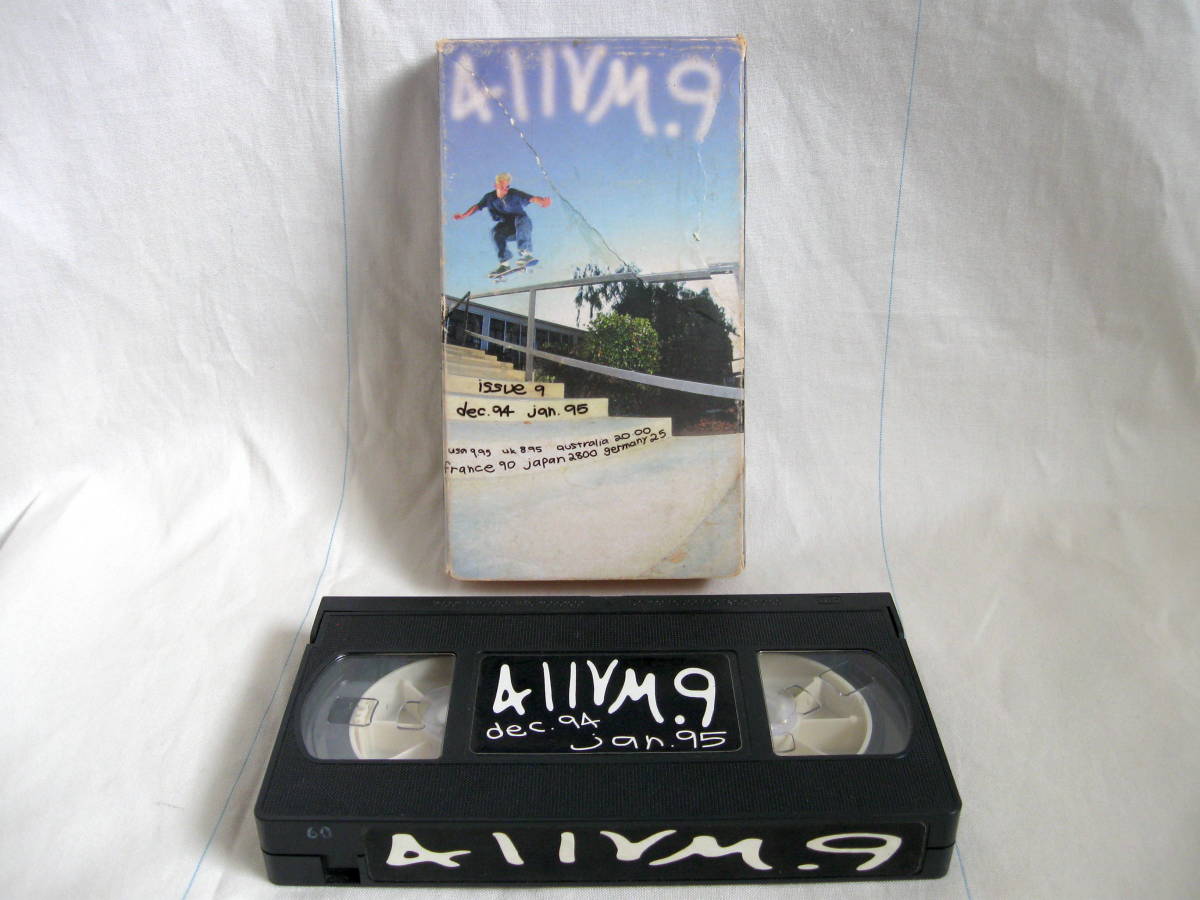 411VM.9
issue 9
dec.94 jan.95
usa 9.95 uk 8.95 australia 20.00
france 90 japan 2800 germany 25
411VM.9
dec.94
jan.95
60
411VM.9